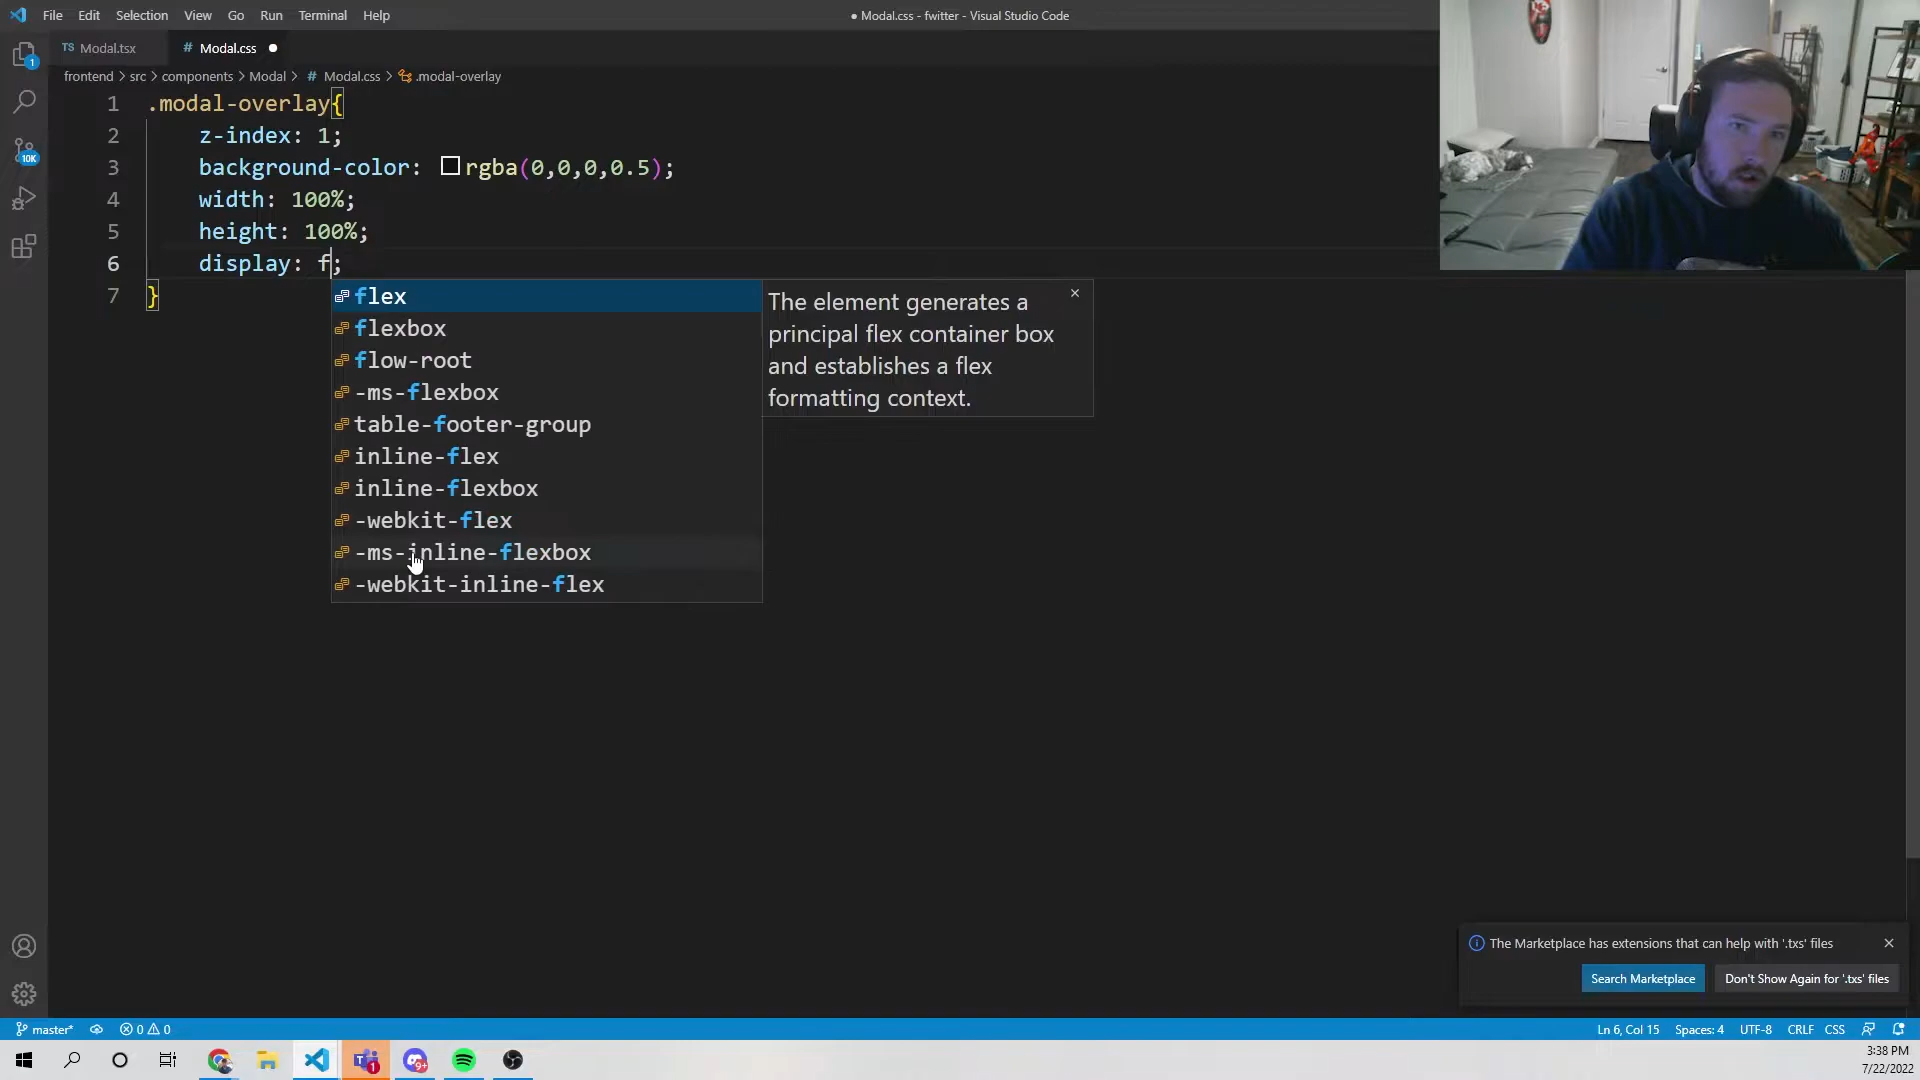 File Edit Selection View Go Run Terminal Help
● Modal.css - fwitter - Visual Studio Code
TS Modal.tsx
# Modal.css ●
frontend > src > components > Modal > # Modal.css > .modal-overlay
1 .modal-overlay{
2 z-index: 1;
3 background-color: rgba(0,0,0,0.5);
4 width: 100%;
5 height: 100%;
6 display: f;
7 }
flex
flexbox
flow-root
-ms-flexbox
table-footer-group
inline-flex
inline-flexbox
-webkit-flex
-ms-inline-flexbox
-webkit-inline-flex
The element generates a
principal flex container box
and establishes a flex
formatting context.
1
10K
The Marketplace has extensions that can help with '.txs' files
Search Marketplace
Don't Show Again for '.txs' files
master*
0
0
Ln 6, Col 15
Spaces: 4
UTF-8
CRLF
CSS
1
9+
3:38 PM
7/22/2022